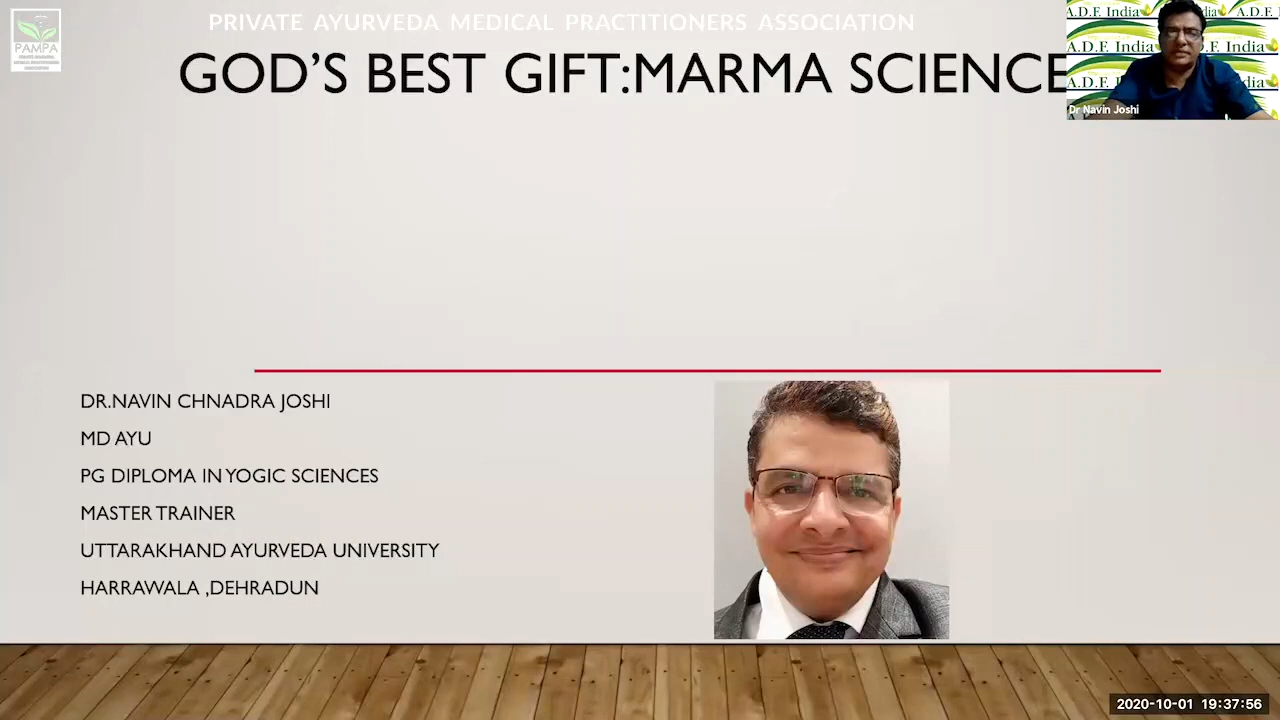 PRIVATE AYURVEDA MEDICAL PRACTITIONERS ASSOCIATION
PAMPA
GOD'S BEST GIFT:MARMA SCIENCE
A.D.F. India
A.D.F. India
Dr Navin Joshi
DR.NAVIN CHNADRA JOSHI
MD AYU
PG DIPLOMA IN YOGIC SCIENCES
MASTER TRAINER
UTTARAKHAND AYURVEDA UNIVERSITY
HARRAWALA ,DEHRADUN
2020-10-01 19:37:56